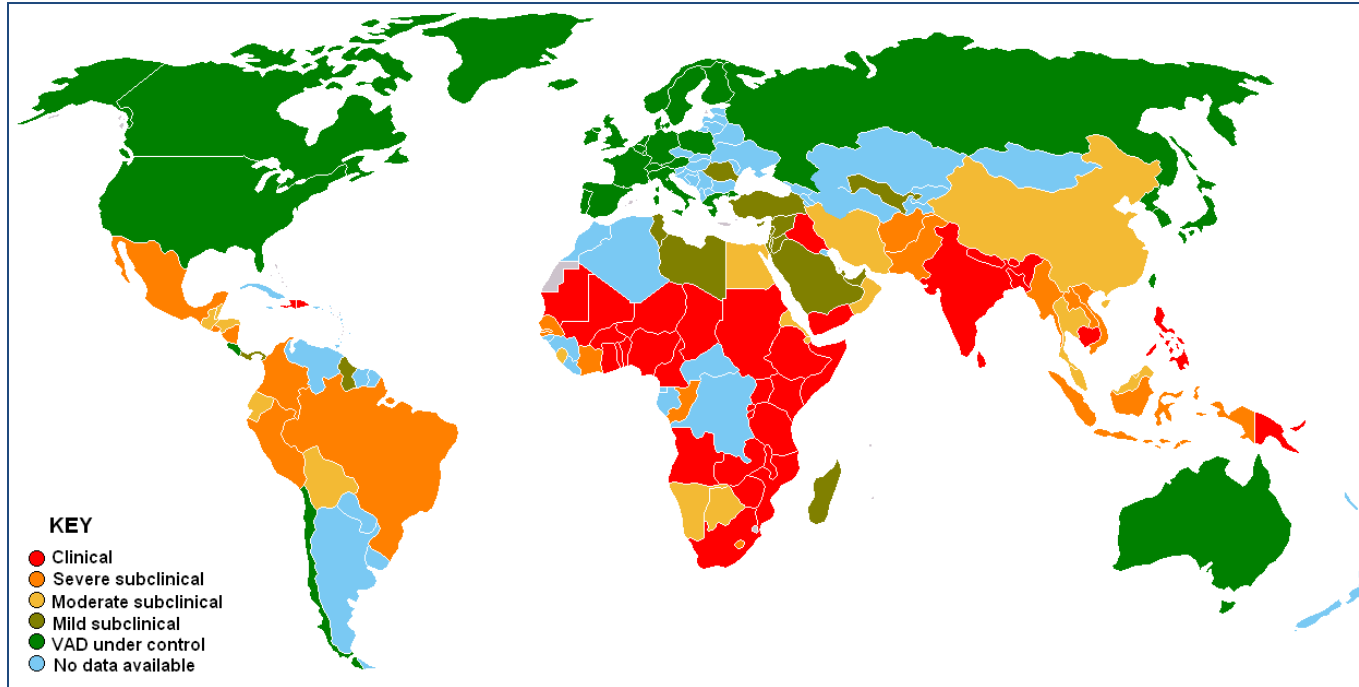 KEY
Clinical
Severe subclinical
Moderate subclinical
Mild subclinical
VAD under control
No data available